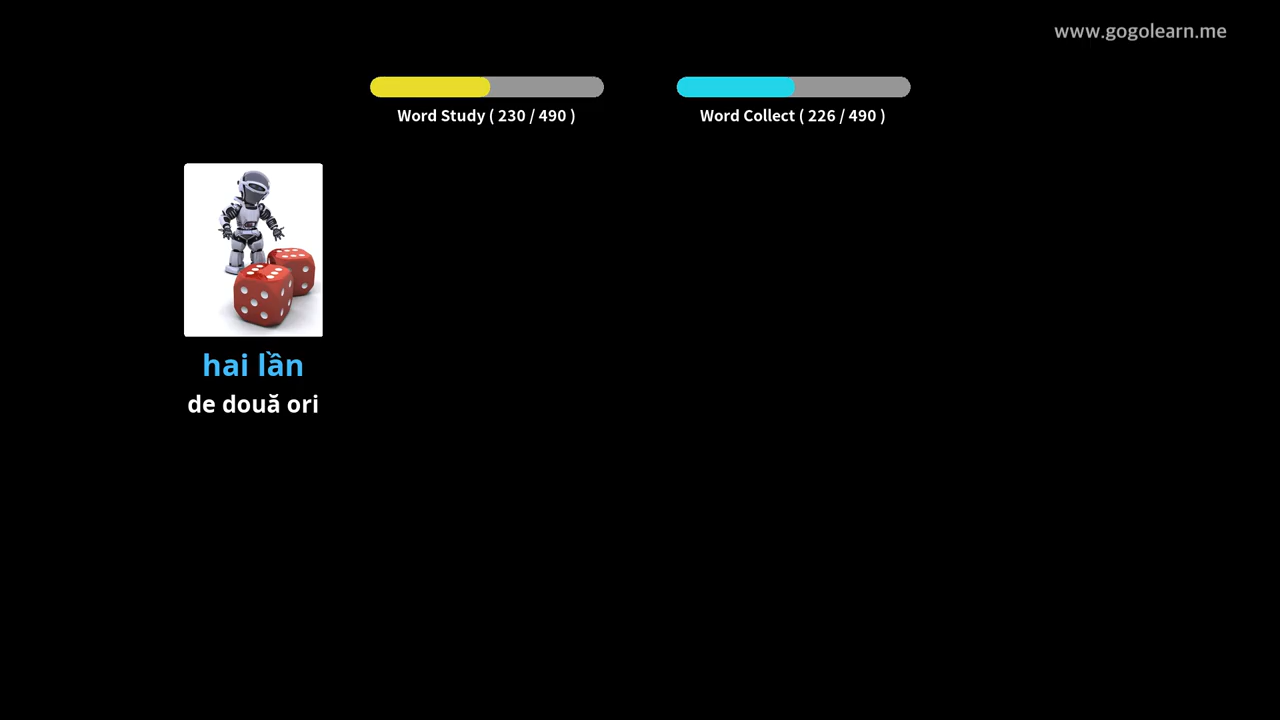 www.gogolearn.me
Word Study ( 230 / 490 )
Word Collect ( 226 / 490 )
hai lần
de două ori